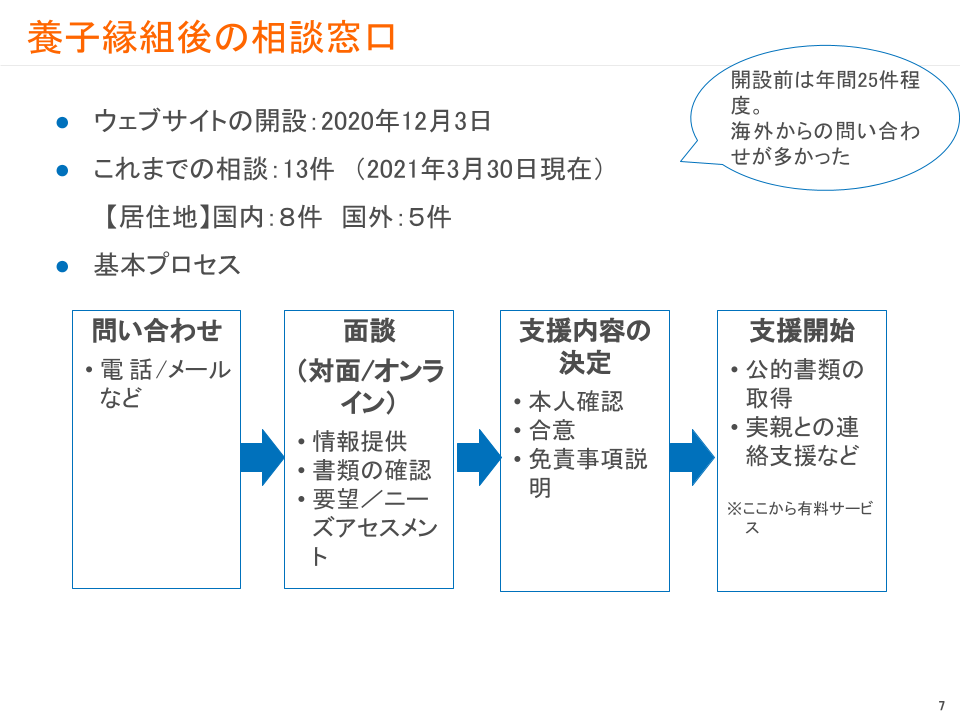 養子縁組後の相談窓口
開設前は年間25件程
度。
海外からの問い合わ
せが多かった
● ウェブサイトの開設：2020年12月3日
● これまでの相談：13件　（2021年3月30日現在）
【居住地】国内：８件　国外：５件
● 基本プロセス
問い合わせ
・電 話/メール
など
面談
（対面/オンラ
イン）
・情報提供
・書類の確認
・要望／ニー
ズアセスメン
ト
支援内容の
決定
・本人確認
・合意
・免責事項説
明
支援開始
・公的書類の
取得
・実親との連
絡支援など
※ここから有料サービ
ス
7